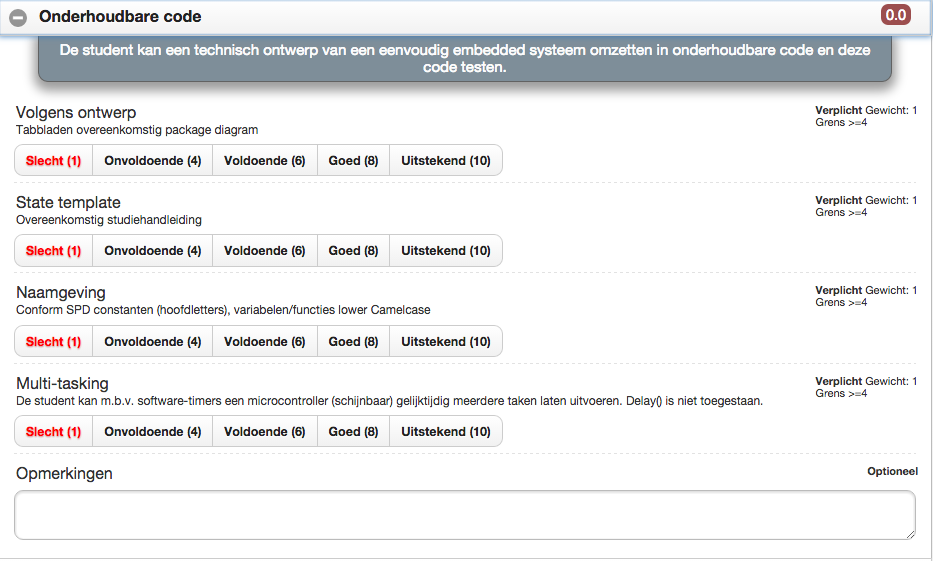 Onderhoudbare code
0.0
De student kan een technisch ontwerp van een eenvoudig embedded systeem omzetten in onderhoudbare code en deze
code testen.
Volgens ontwerp
Verplicht Gewicht: 1
Tabbladen overeenkomstig package diagram
Grens >=4
Slecht (1) Onvoldoende (4) Voldoende (6) Goed (8) Uitstekend (10)
State template
Verplicht Gewicht: 1
Overeenkomstig studiehandleiding
Grens >=4
Slecht (1) Onvoldoende (4) Voldoende (6) Goed (8) Uitstekend (10)
Naamgeving
Verplicht Gewicht: 1
Conform SPD constanten (hoofdletters), variabelen/functies lower Camelcase
Grens >=4
Slecht (1) Onvoldoende (4) Voldoende (6) Goed (8) Uitstekend (10)
Multi-tasking
Verplicht Gewicht: 1
De student kan m.b.v. software-timers een microcontroller (schijnbaar) gelijktijdig meerdere taken laten uitvoeren. Delay() is niet toegestaan.
Grens >=4
Slecht (1) Onvoldoende (4) Voldoende (6) Goed (8) Uitstekend (10)
Opmerkingen
Optioneel